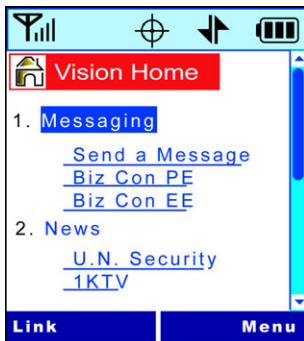 Vision Home
1. Messaging
Send a Message
Biz Con PE
Biz Con EE
2. News
U.N. Security
1KTV
Link Menu